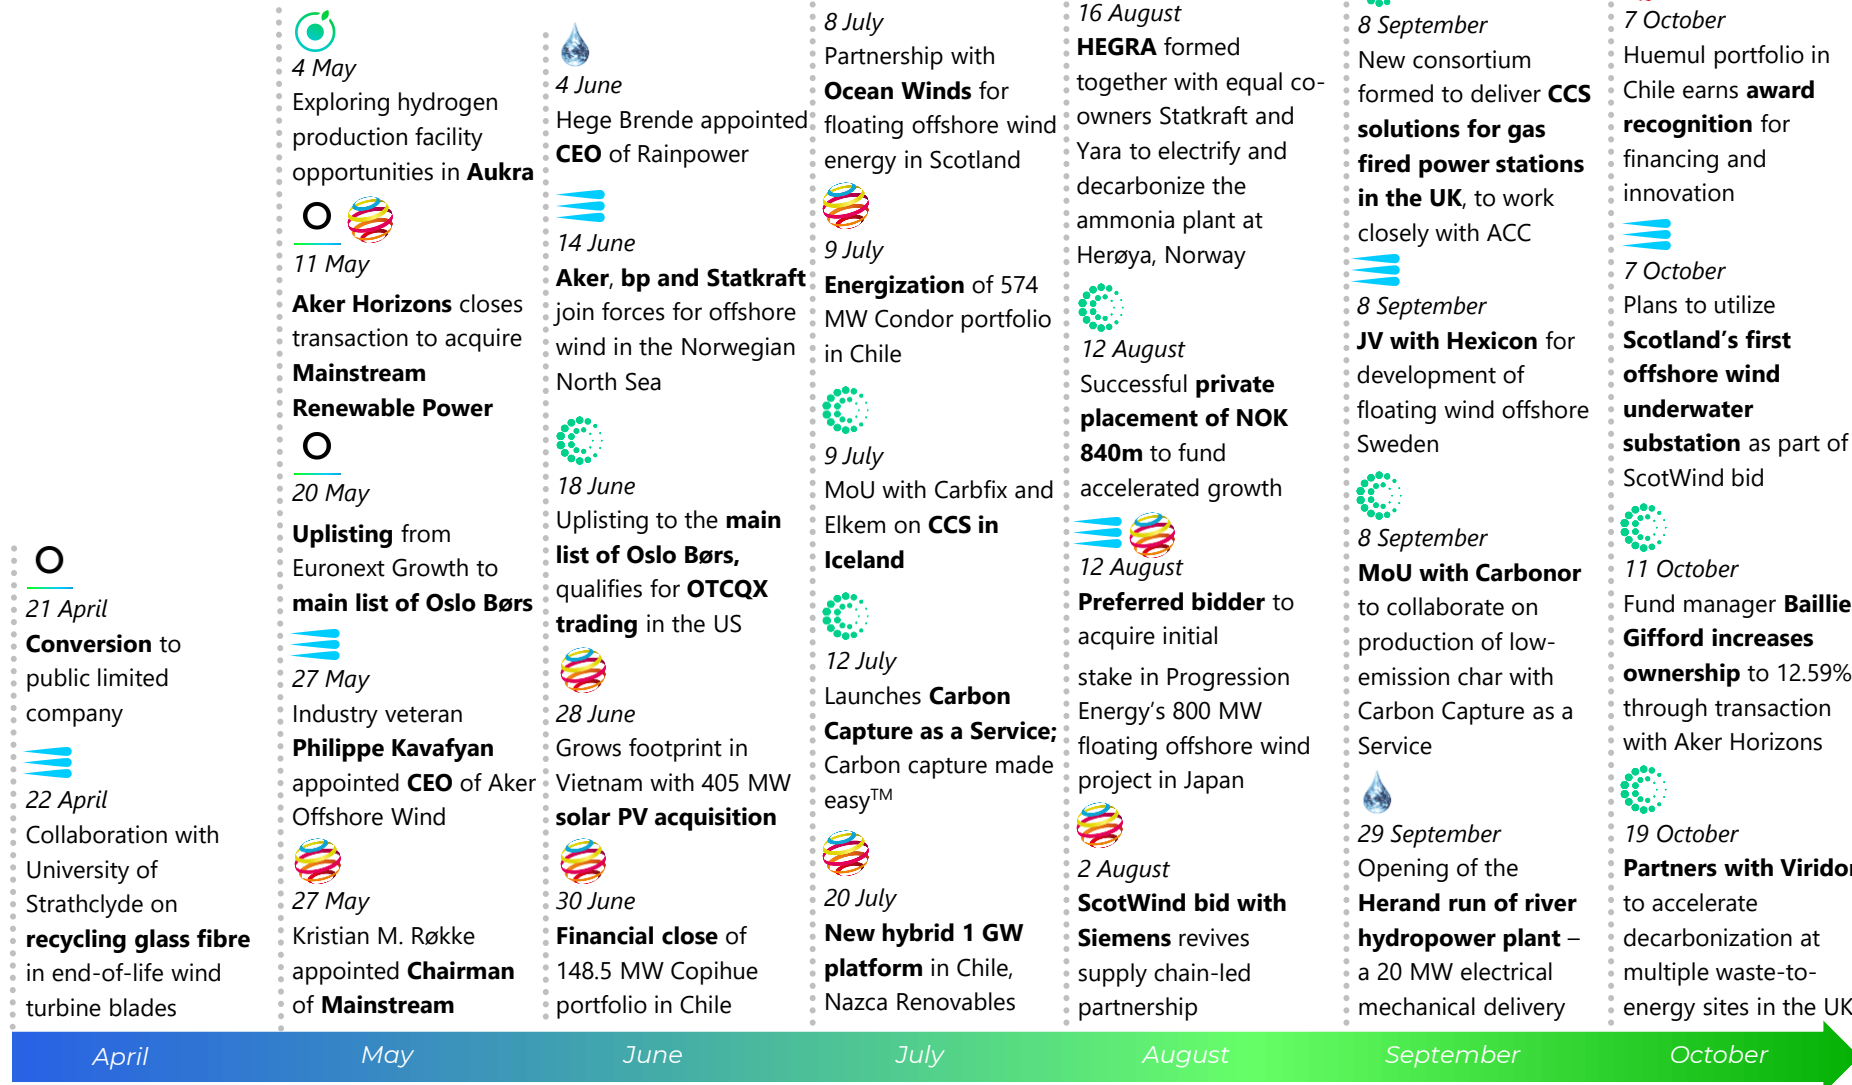 21 April
Conversion to
public limited
company
22 April
Collaboration with
University of
Strathclyde on
recycling glass fibre
in end-of-life wind
turbine blades
4 May
Exploring hydrogen
production facility
opportunities in Aukra
11 May
Aker Horizons closes
transaction to acquire
Mainstream
Renewable Power
20 May
Uplisting from
Euronext Growth to
main list of Oslo Børs
27 May
Industry veteran
Philippe Kavafyan
appointed CEO of Aker
Offshore Wind
27 May
Kristian M. Røkke
appointed Chairman
of Mainstream
4 June
Hege Brende appointed
CEO of Rainpower
14 June
Aker, bp and Statkraft
join forces for offshore
wind in the Norwegian
North Sea
18 June
Uplisting to the main
list of Oslo Børs,
qualifies for OTCQX
trading in the US
28 June
Grows footprint in
Vietnam with 405 MW
solar PV acquisition
30 June
Financial close of
148.5 MW Copihue
portfolio in Chile
8 July
Partnership with
Ocean Winds for
floating offshore wind
energy in Scotland
9 July
Energization of 574
MW Condor portfolio
in Chile
9 July
MoU with Carbfix and
Elkem on CCS in
Iceland
12 July
Launches Carbon
Capture as a Service;
Carbon capture made
easy™
20 July
New hybrid 1 GW
platform in Chile,
Nazca Renovables
16 August
HEGRA formed
together with equal co-
owners Statkraft and
Yara to electrify and
decarbonize the
ammonia plant at
Herøya, Norway
12 August
Successful private
placement of NOK
840m to fund
accelerated growth
12 August
Preferred bidder to
acquire initial
stake in Progression
Energy's 800 MW
floating offshore wind
project in Japan
2 August
ScotWind bid with
Siemens revives
supply chain-led
partnership
8 September
New consortium
formed to deliver CCS
solutions for gas
fired power stations
in the UK, to work
closely with ACC
8 September
JV with Hexicon for
development of
floating wind offshore
Sweden
8 September
MoU with Carbonor
to collaborate on
production of low-
emission char with
Carbon Capture as a
Service
29 September
Opening of the
Herand run of river
hydropower plant –
a 20 MW electrical
mechanical delivery
7 October
Huemul portfolio in
Chile earns award
recognition for
financing and
innovation
7 October
Plans to utilize
Scotland's first
offshore wind
underwater
substation as part of
ScotWind bid
11 October
Fund manager Baillie
Gifford increases
ownership to 12.59%
through transaction
with Aker Horizons
19 October
Partners with Viridor
to accelerate
decarbonization at
multiple waste-to-
energy sites in the UK
April
May
June
July
August
September
October